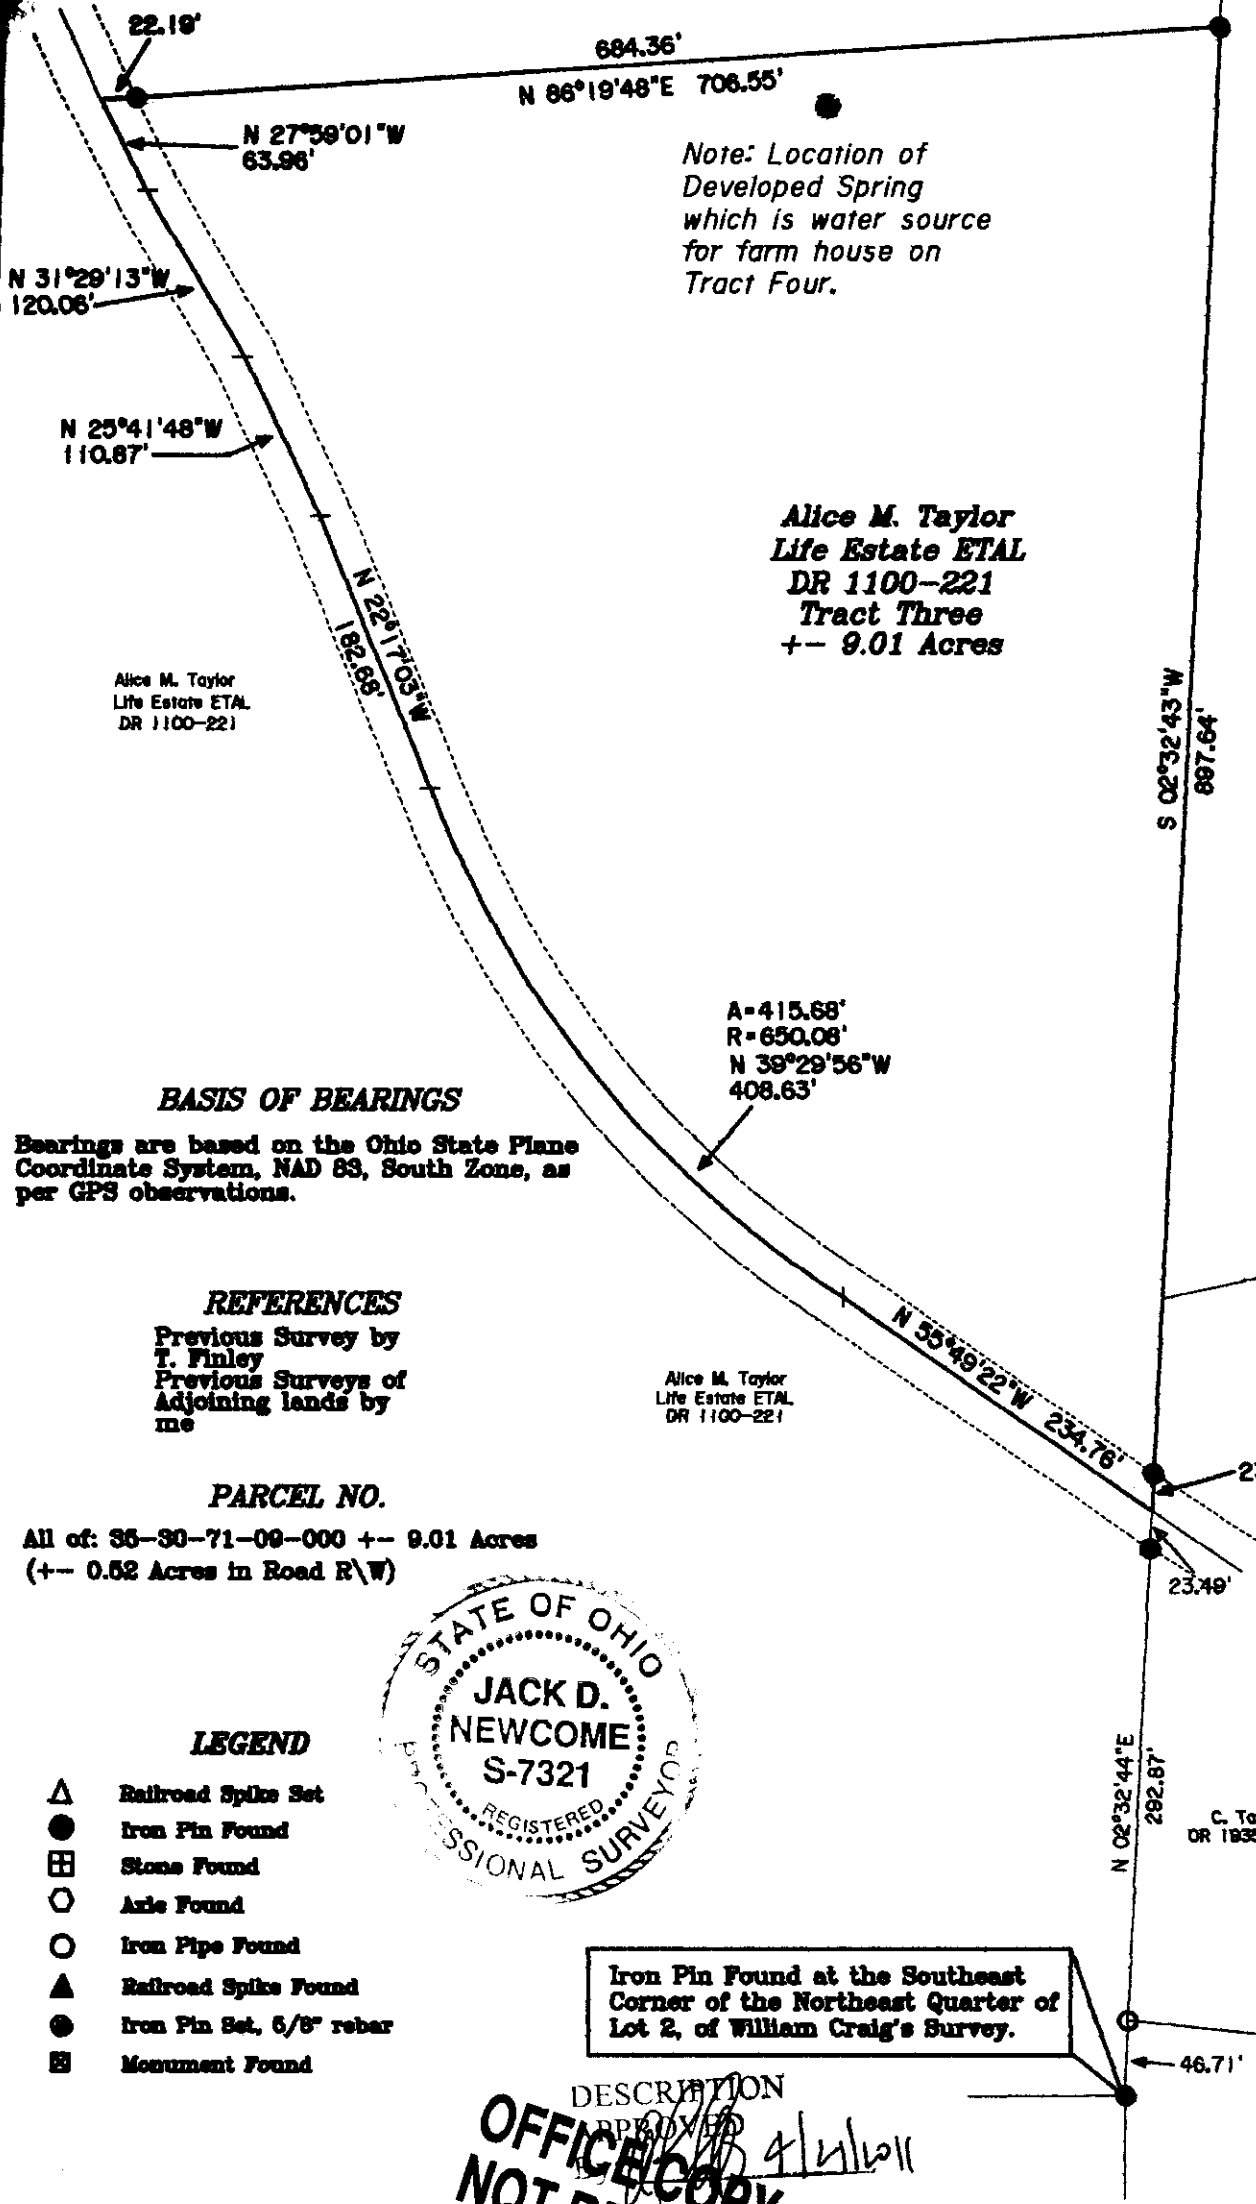 22.19'
684.36'
N 86°19'48"E 706.55'
N 27°59'01"W
63.96'
Note: Location of
Developed Spring
which is water source
for farm house on
Tract Four.
N 31°29'13"W
120.06'
N 25°41'48"W
110.87'
Alice M. Taylor
Life Estate ETAL
DR 1100-221
Tract Three
+- 9.01 Acres
N 22°17'03"W
182.68'
Alice M. Taylor
Life Estate ETAL
DR 1100-221
S 02°32'43"W
897.64'
A=415.68'
R=650.08'
N 39°29'56"W
408.63'
BASIS OF BEARINGS
Bearings are based on the Ohio State Plane
Coordinate System, NAD 83, South Zone, as
per GPS observations.
REFERENCES
Previous Survey by
T. Finley
Previous Surveys of
Adjoining lands by
me
N 55°49'22"W 234.76'
Alice M. Taylor
Life Estate ETAL
DR 1100-221
PARCEL NO.
All of: 35-30-71-09-000 +- 9.01 Acres
(+- 0.52 Acres in Road R\W)
23.49'
STATE OF OHIO
JACK D.
NEWCOME
S-7321
REGISTERED
PROFESSIONAL SURVEYOR
LEGEND
Railroad Spike Set
Iron Pin Found
Stone Found
Axle Found
Iron Pipe Found
Railroad Spike Found
Iron Pin Set, 5/8" rebar
Monument Found
N 02°32'44"E
292.87'
C. Ta
OR 1935
Iron Pin Found at the Southeast
Corner of the Northeast Quarter of
Lot 2, of William Craig's Survey.
46.71'
DESCRIPTION
APPROVED
OFFICE COPY
NOT